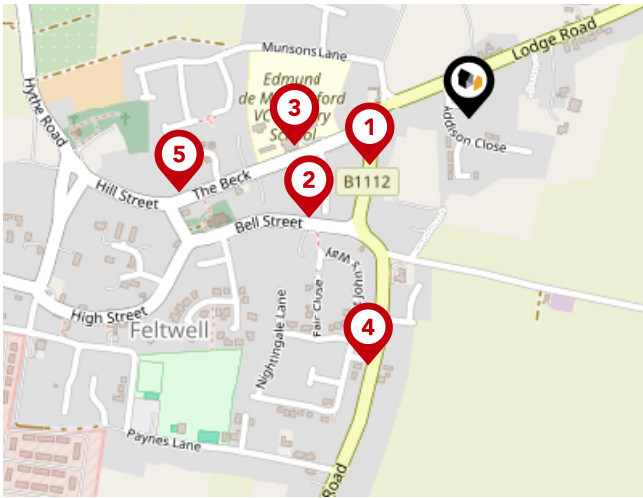 Munsons Lane
Lodge Road
Hythe Road
Edmund
de M
ford
VC
ry
School
3
1
Addison Close
5
The Beck
Hill Street
2
B1112
Bell Street
St John's Way
High Street
Feltwell
Nightingale Lane
Fair Close
4
Paynes Lane
Road